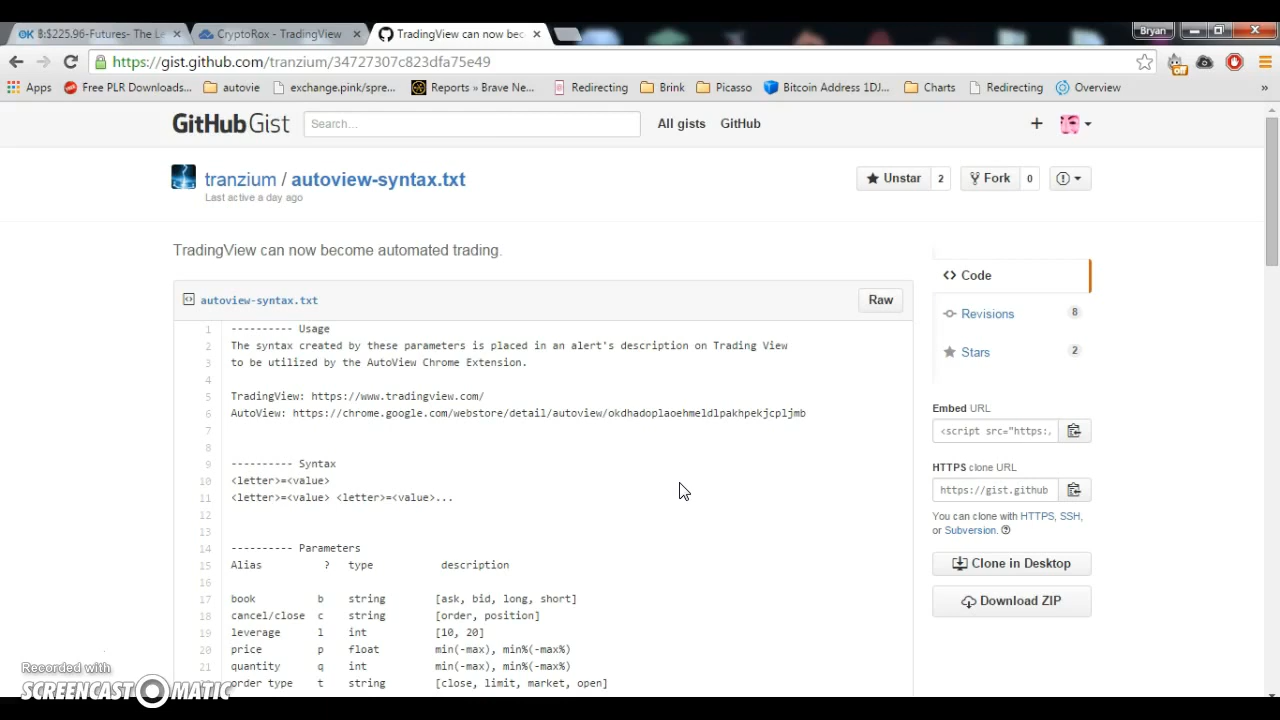 B:$225.96-Futures- The Le
CryptoRox - TradingView
TradingView can now bec
Bryan
https://gist.github.com/tranzium/34727307c823dfa75e49
Apps
Free PLR Downloads...
autovie
exchange.pink/spre...
Reports » Brave Ne...
Redirecting
Brink
Picasso
Bitcoin Address 1DJ...
Charts
Redirecting
Overview
»
GitHub Gist
Search...
All gists
GitHub
tranzium / autoview-syntax.txt
Last active a day ago
Unstar
2
Fork
0
TradingView can now become automated trading.
autoview-syntax.txt
Raw
1 ---------- Usage
2 The syntax created by these parameters is placed in an alert's description on Trading View
3 to be utilized by the AutoView Chrome Extension.
4
5 TradingView: https://www.tradingview.com/
6 AutoView: https://chrome.google.com/webstore/detail/autoview/okdhadoplaoehmeldlpakhpekjcpljmb
7
8
9 ---------- Syntax
10 <letter>=<value>
11 <letter>=<value> <letter>=<value>...
12
13
14 ---------- Parameters
15 Alias ? type description
16
17 book b string [ask, bid, long, short]
18 cancel/close c string [order, position]
19 leverage l int [10, 20]
20 price p float min(-max), min%(-max%)
21 quantity q int min(-max), min%(-max%)
order type t string [close, limit, market, open]
Code
Revisions 8
Stars 2
Embed URL
<script src="https:,
HTTPS clone URL
https://gist.github
You can clone with HTTPS, SSH,
or Subversion.
Clone in Desktop
Download ZIP
Recorded with
SCREENCAST-O-MATIC